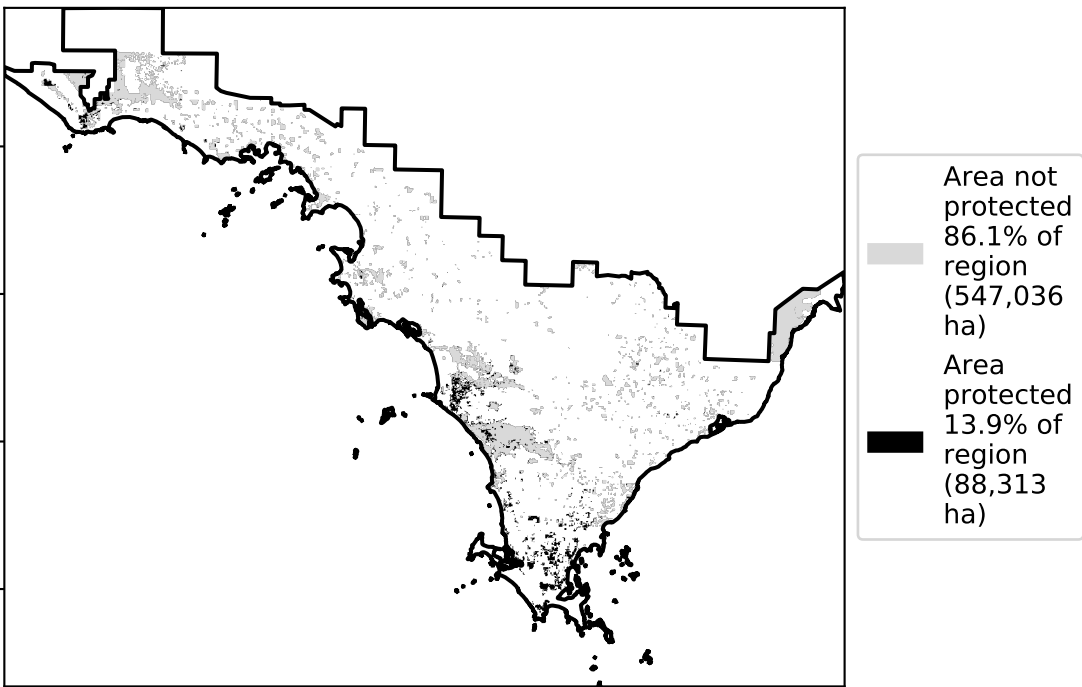 Area not
protected
86.1% of
region
(547,036
ha)
Area
protected
13.9% of
region
(88,313
ha)